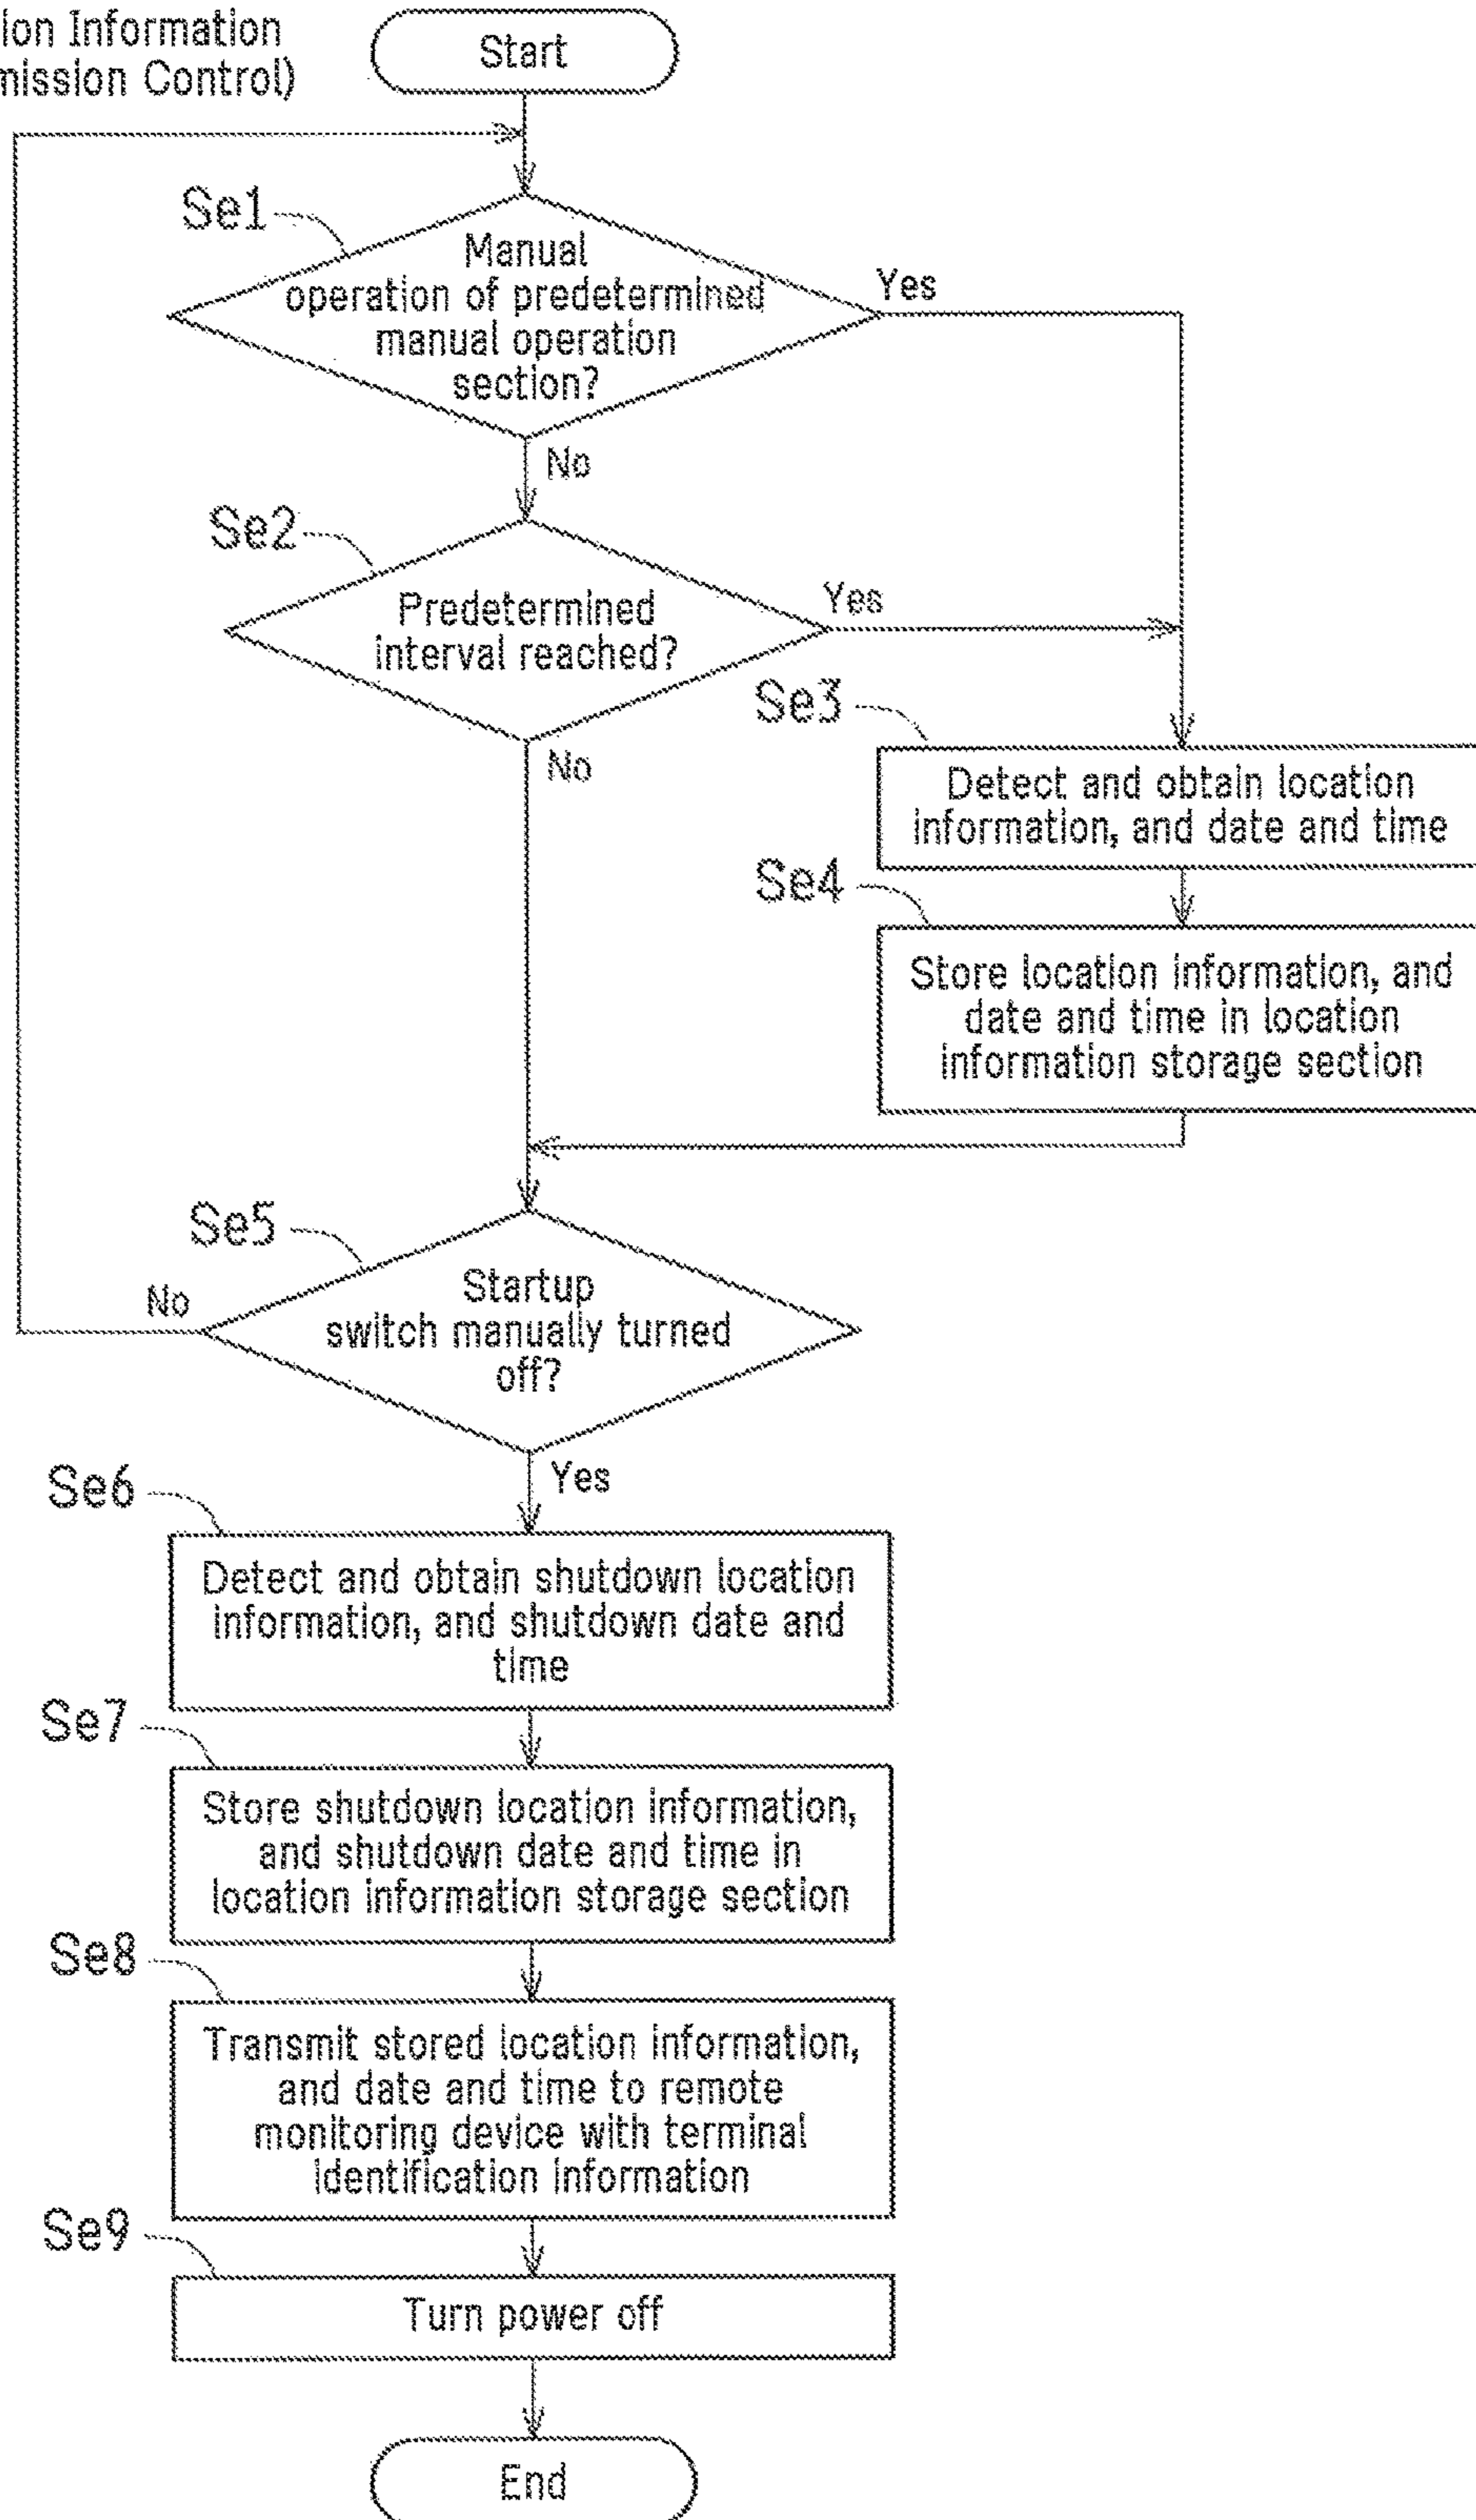 ion Information
mission Control)
Start
Se1
Manual
operation of predetermined
manual operation
section?
Yes
No
Se2
Predetermined
interval reached?
Yes
No
Se3
Detect and obtain location
information, and date and time
Se4
Store location information, and
date and time in location
information storage section
Se5
Startup
switch manually turned
off?
No
Yes
Se6
Detect and obtain shutdown location
information, and shutdown date and
time
Se7
Store shutdown location information,
and shutdown date and time in
location information storage section
Se8
Transmit stored location information,
and date and time to remote
monitoring device with terminal
identification information
Se9
Turn power off
End